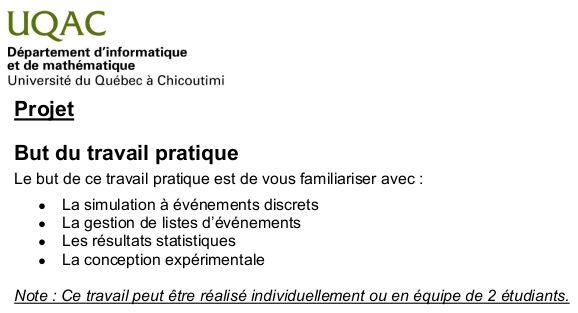 UQAC
Département d'informatique
et de mathématique
Université du Québec à Chicoutimi
Projet
But du travail pratique
Le but de ce travail pratique est de vous familiariser avec :
• La simulation à événements discrets
• La gestion de listes d'événements
• Les résultats statistiques
• La conception expérimentale
Note : Ce travail peut être réalisé individuellement ou en équipe de 2 étudiants.